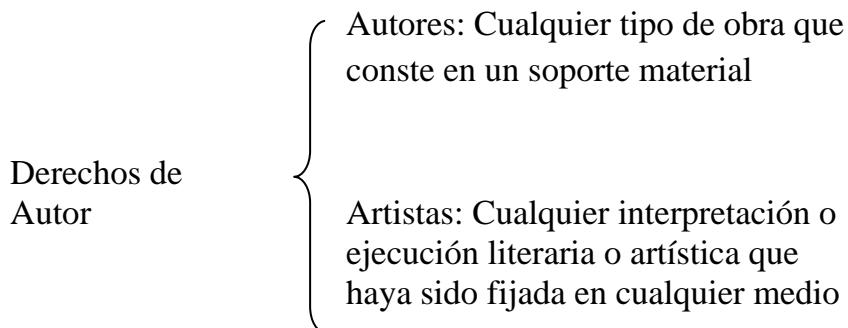 Autores: Cualquier tipo de obra que
conste en un soporte material
Derechos de
Autor
Artistas: Cualquier interpretación o
ejecución literaria o artística que
haya sido fijada en cualquier medio